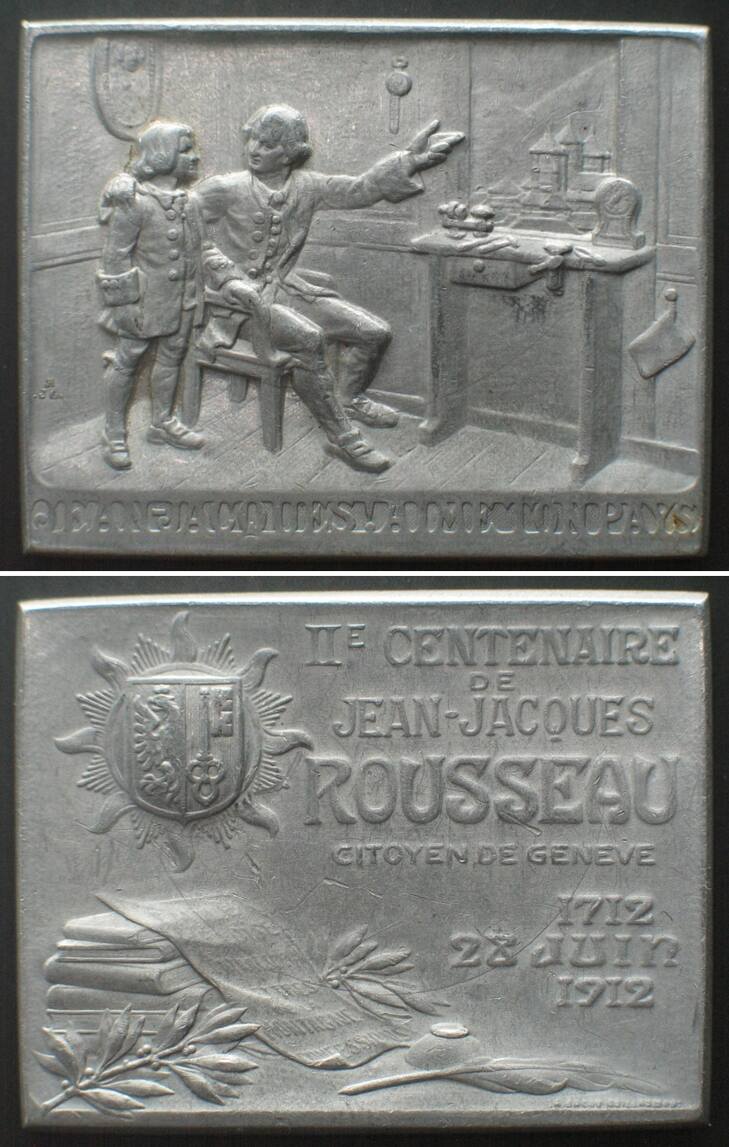 JEAN-JACQUES! AIME TON PAYS
IIE CENTENAIRE
DE
JEAN-JACQUES
ROUSSEAU
CITOYEN DE GENEVE
1712
28 JUIN
1912